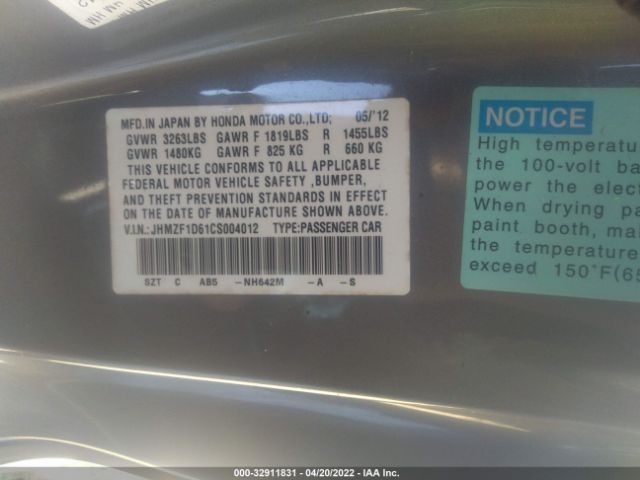 MFD.IN JAPAN BY HONDA MOTOR CO.,LTD; 05/'12
GVWR 3263LBS GAWR F 1819LBS R 1455LBS
GVWR 1480KG GAWR F 825 KG R 660 KG
THIS VEHICLE CONFORMS TO ALL APPLICABLE
FEDERAL MOTOR VEHICLE SAFETY ,BUMPER,
AND THEFT PREVENTION STANDARDS IN EFFECT
ON THE DATE OF MANUFACTURE SHOWN ABOVE.
V.I.N.: JHMZF1D61CS004012 TYPE:PASSENGER CAR
SZT C AB5 -NH642M -A -S
NOTICE
High temperatu
the 100-volt ba
power the elec
When drying pa
paint booth, ma
the temperature
exceed 150°F(65
000-32911831 - 04/20/2022 - IAA Inc.